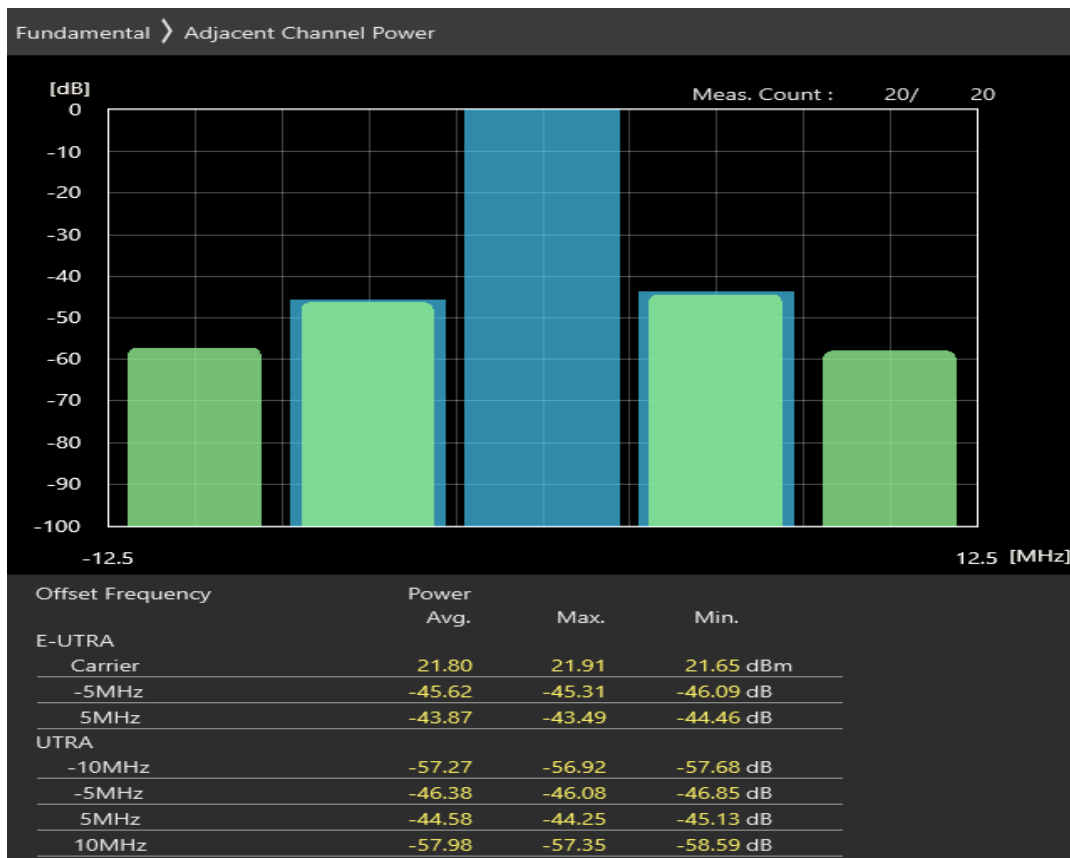 Fundamental 〉 Adjacent Channel Power
[dB]
Meas. Count : 20/ 20
0
-10
-20
-30
-40
-50
-60
-70
-80
-90
-100
-12.5 12.5 [MHz]
Offset Frequency Power
Avg. Max. Min.
E-UTRA
Carrier 21.80 21.91 21.65 dBm
-5MHz -45.62 -45.31 -46.09 dB
5MHz -43.87 -43.49 -44.46 dB
UTRA
-10MHz -57.27 -56.92 -57.68 dB
-5MHz -46.38 -46.08 -46.85 dB
5MHz -44.58 -44.25 -45.13 dB
10MHz -57.98 -57.35 -58.59 dB